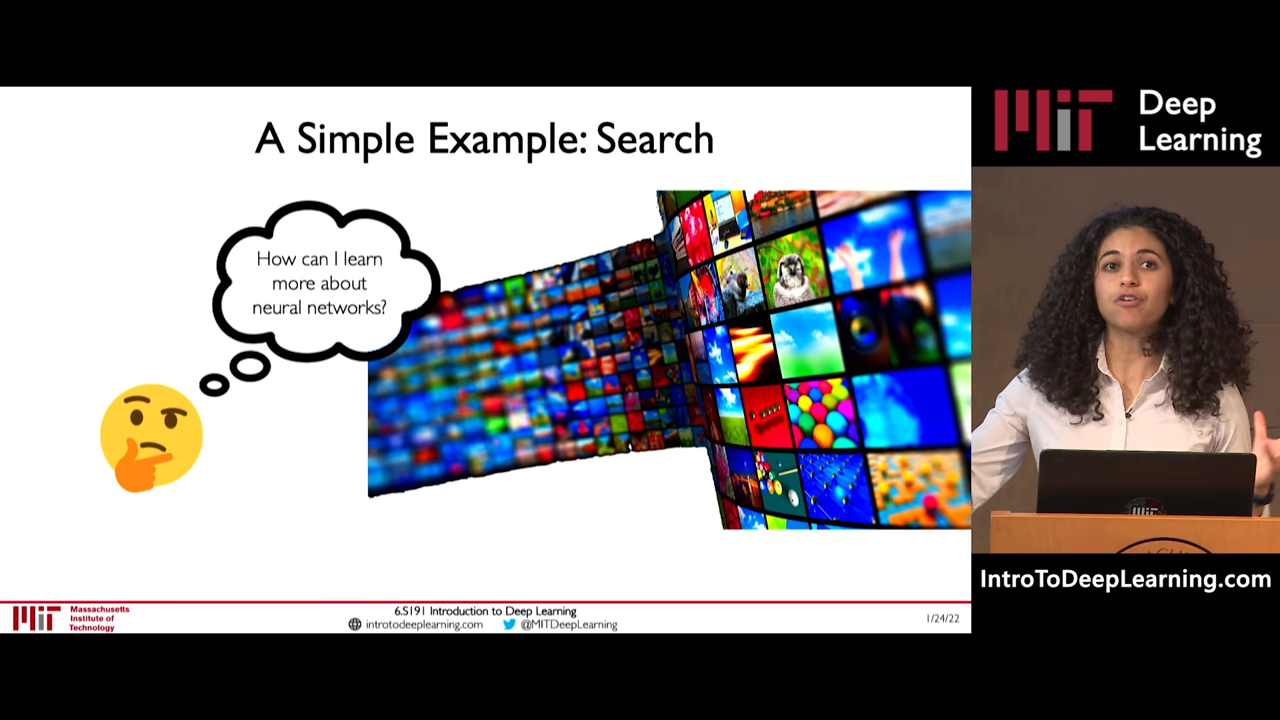 A Simple Example: Search
How can I learn
more about
neural networks?
Massachusetts
Institute of
Technology
6.S191 Introduction to Deep Learning
introtodeeplearning.com
@MITDeepLearning
1/24/22
MIT
Deep
Learning
MIT
IntroToDeepLearning.com